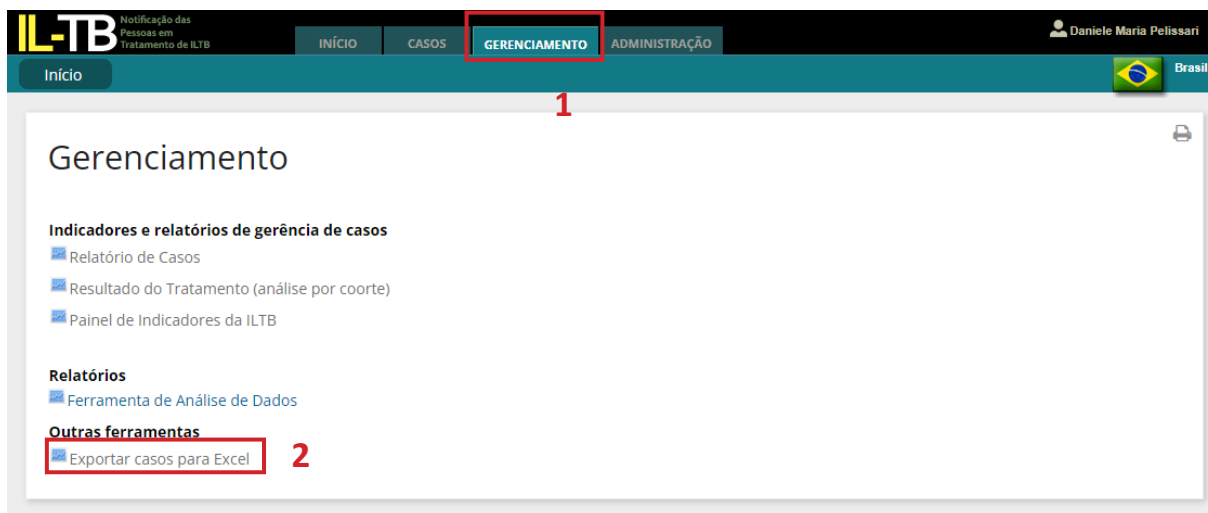 IL-TB
Notificação das
Pessoas em
Tratamento de ILTB
INÍCIO CASOS GERENCIAMENTO ADMINISTRAÇÃO
Daniele Maria Pelissari
Início
Brasil
1
Gerenciamento
Indicadores e relatórios de gerência de casos
Relatório de Casos
Resultado do Tratamento (análise por coorte)
Painel de Indicadores da ILTB
Relatórios
Ferramenta de Análise de Dados
Outras ferramentas
Exportar casos para Excel
2